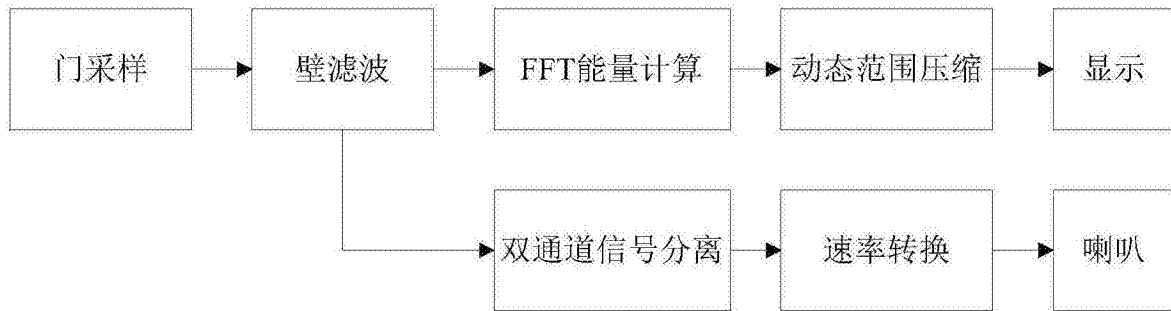 门采样
壁滤波
FFT能量计算
动态范围压缩
显示
双通道信号分离
速率转换
喇叭